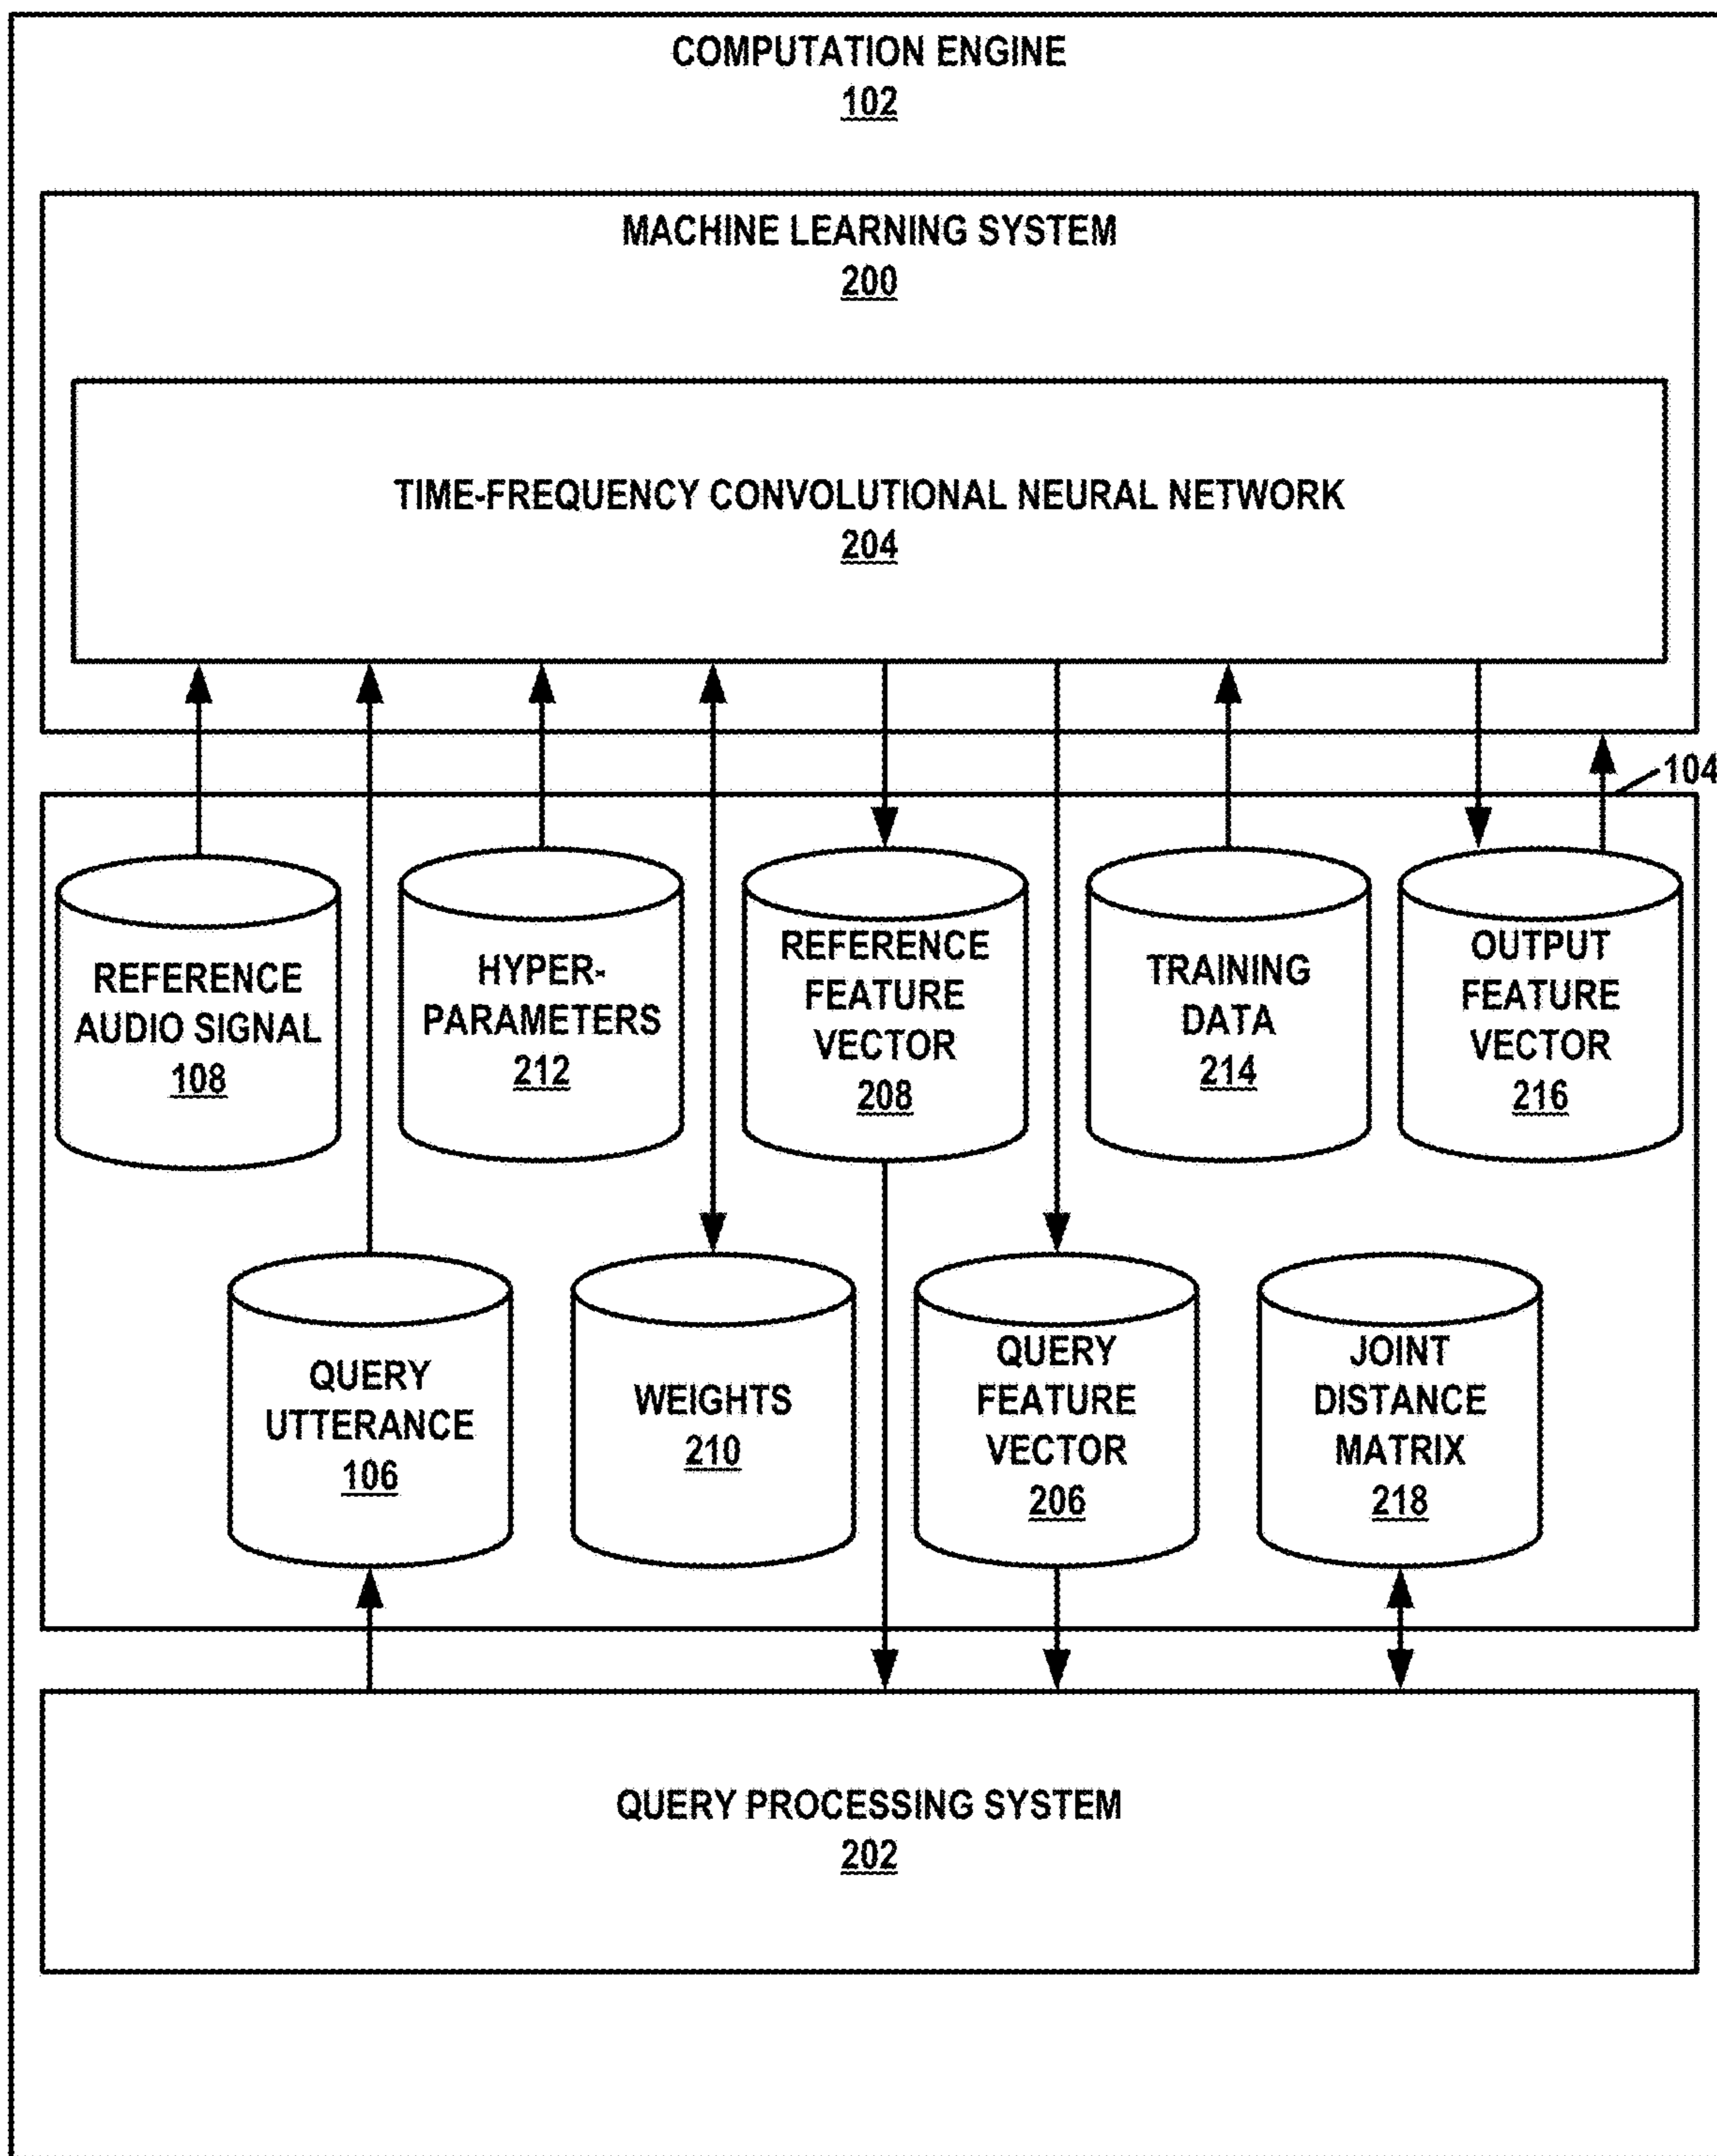 COMPUTATION ENGINE
102
MACHINE LEARNING SYSTEM
200
TIME-FREQUENCY CONVOLUTIONAL NEURAL NETWORK
204
104
REFERENCE
AUDIO SIGNAL
108
HYPER-
PARAMETERS
212
REFERENCE
FEATURE
VECTOR
208
TRAINING
DATA
214
OUTPUT
FEATURE
VECTOR
216
QUERY
UTTERANCE
106
WEIGHTS
210
QUERY
FEATURE
VECTOR
206
JOINT
DISTANCE
MATRIX
218
QUERY PROCESSING SYSTEM
202